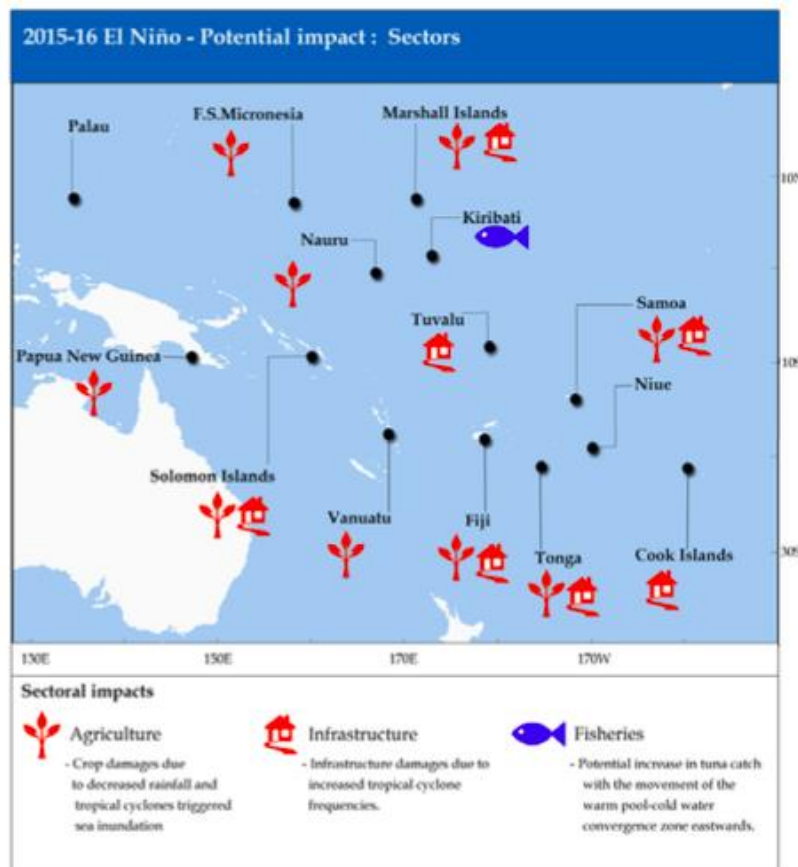 2015-16 El Niño - Potential impact : Sectors
Palau
F.S.Micronesia
Marshall Islands
10N
Kiribati
Nauru
Samoa
Tuvalu
Papua New Guinea
10S
Niue
Solomon Islands
Vanuatu
Fiji
Tonga
Cook Islands
130E
150E
170E
170W
Sectoral impacts
Agriculture
- Crop damages due
to decreased rainfall and
tropical cyclones triggered
sea inundation
Infrastructure
- Infrastructure damages due to
increased tropical cyclone
frequencies.
Fisheries
- Potential increase in tuna catch
with the movement of the
warm pool-cold water
convergence zone eastwards.